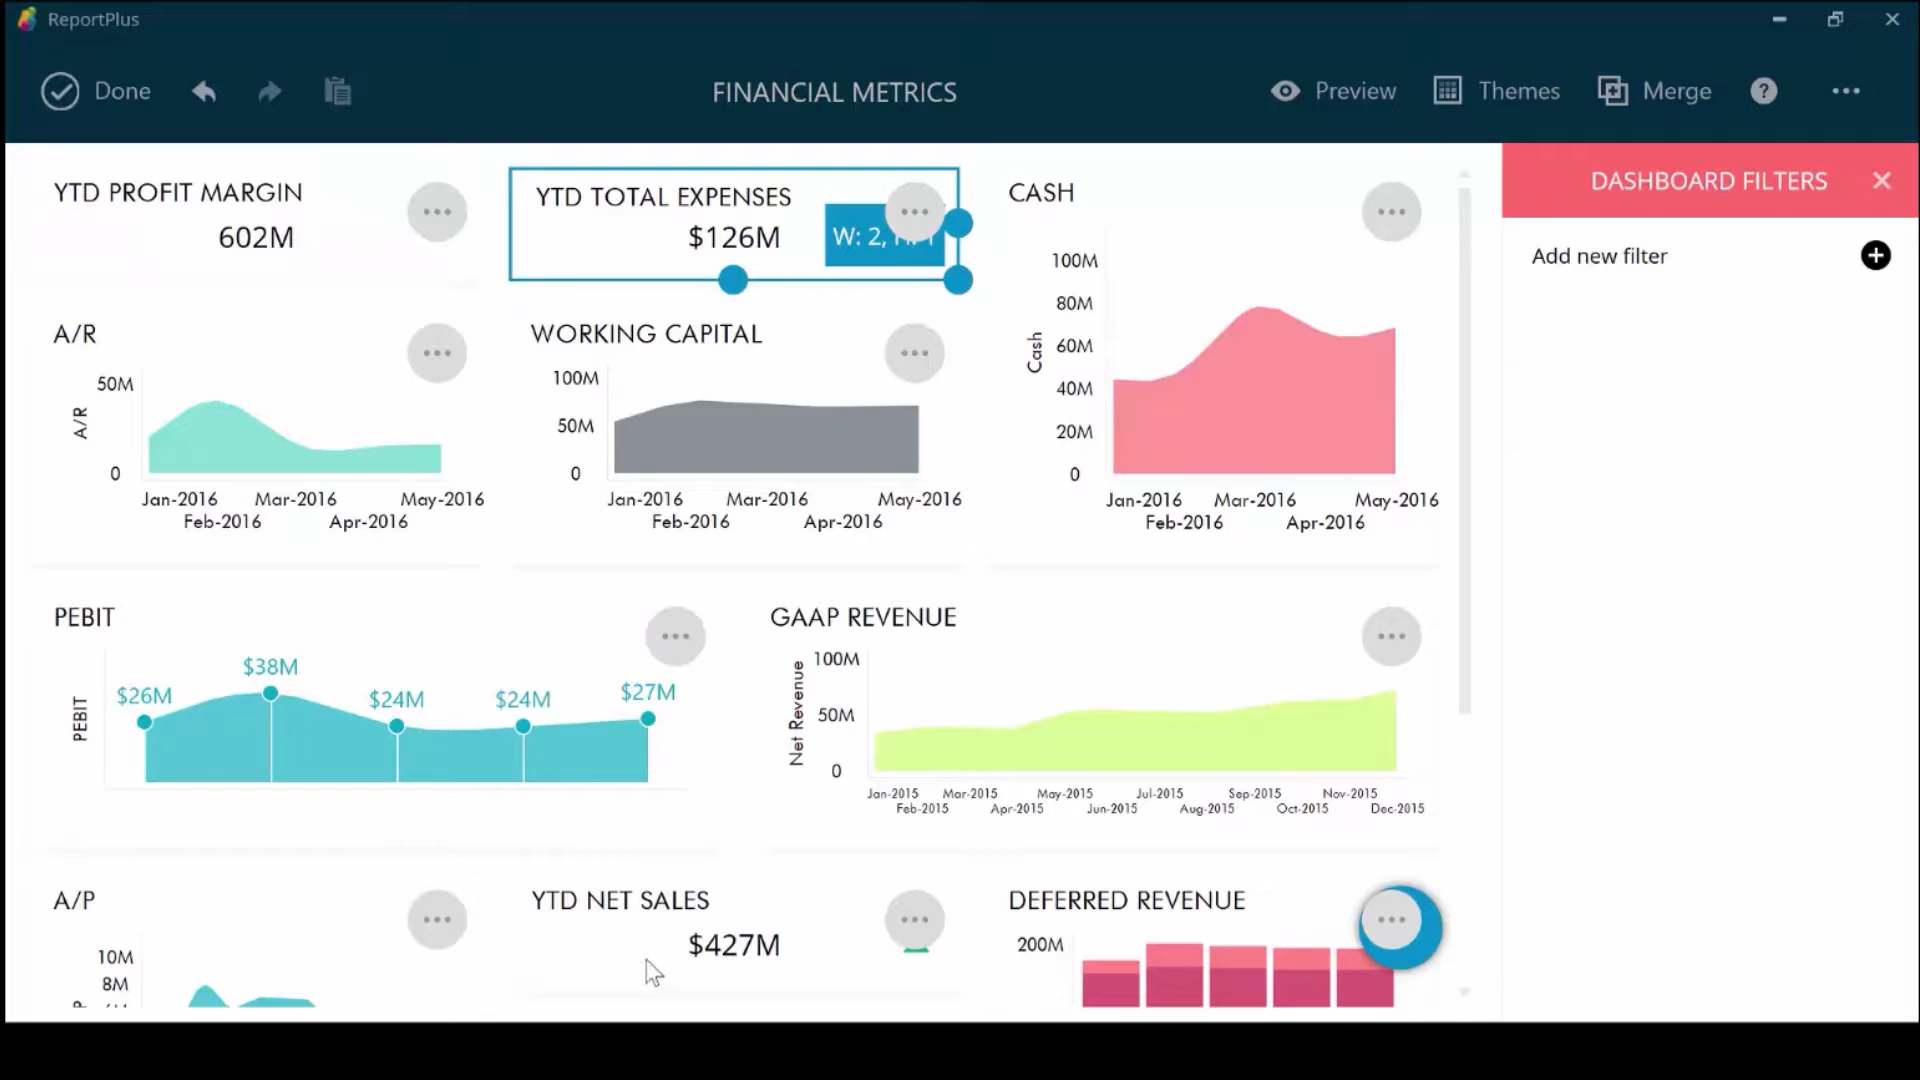 ReportPlus
Done
FINANCIAL METRICS
Preview
Themes
Merge
?
YTD PROFIT MARGIN
602M
YTD TOTAL EXPENSES
$126M
W: 2,
CASH
100M
80M
60M
40M
20M
0
Cash
Jan-2016 Mar-2016 May-2016
Feb-2016 Apr-2016
DASHBOARD FILTERS
Add new filter
A/R
50M
0
A/R
Jan-2016 Mar-2016 May-2016
Feb-2016 Apr-2016
WORKING CAPITAL
100M
50M
0
Jan-2016 Mar-2016 May-2016
Feb-2016 Apr-2016
PEBIT
PEBIT
$26M
$38M
$24M
$24M
$27M
GAAP REVENUE
100M
50M
0
Net Revenue
Jan-2015 Mar-2015 May-2015 Jul-2015 Sep-2015 Nov-2015
Feb-2015 Apr-2015 Jun-2015 Aug-2015 Oct-2015 Dec-2015
A/P
10M
8M
YTD NET SALES
$427M
DEFERRED REVENUE
200M